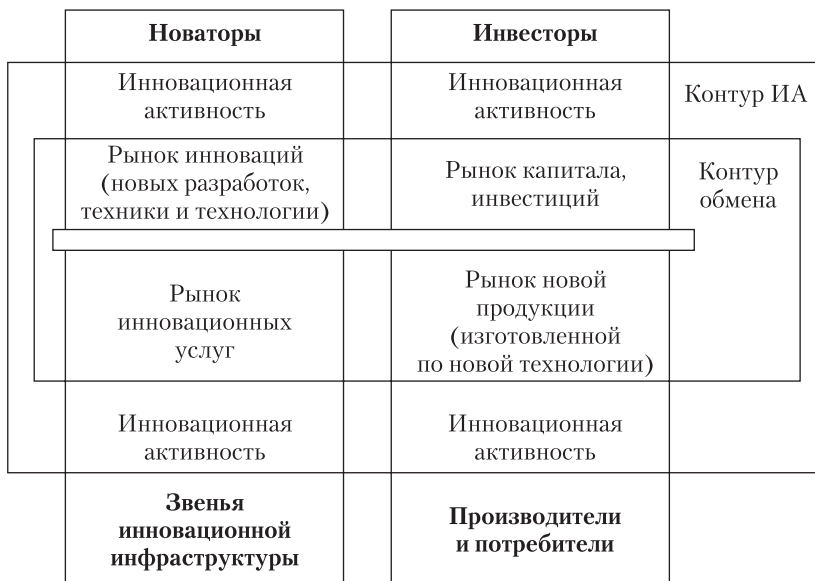 Новаторы
Инвесторы
Инновационная
активность
Инновационная
активность
Контур ИА
Рынок инноваций
(новых разработок,
техники и технологии)
Рынок капитала,
инвестиций
Контур
обмена
Рынок
инновационных
услуг
Рынок новой
продукции
(изготовленной
по новой технологии)
Инновационная
активность
Инновационная
активность
Звенья
инновационной
инфраструктуры
Производители
и потребители